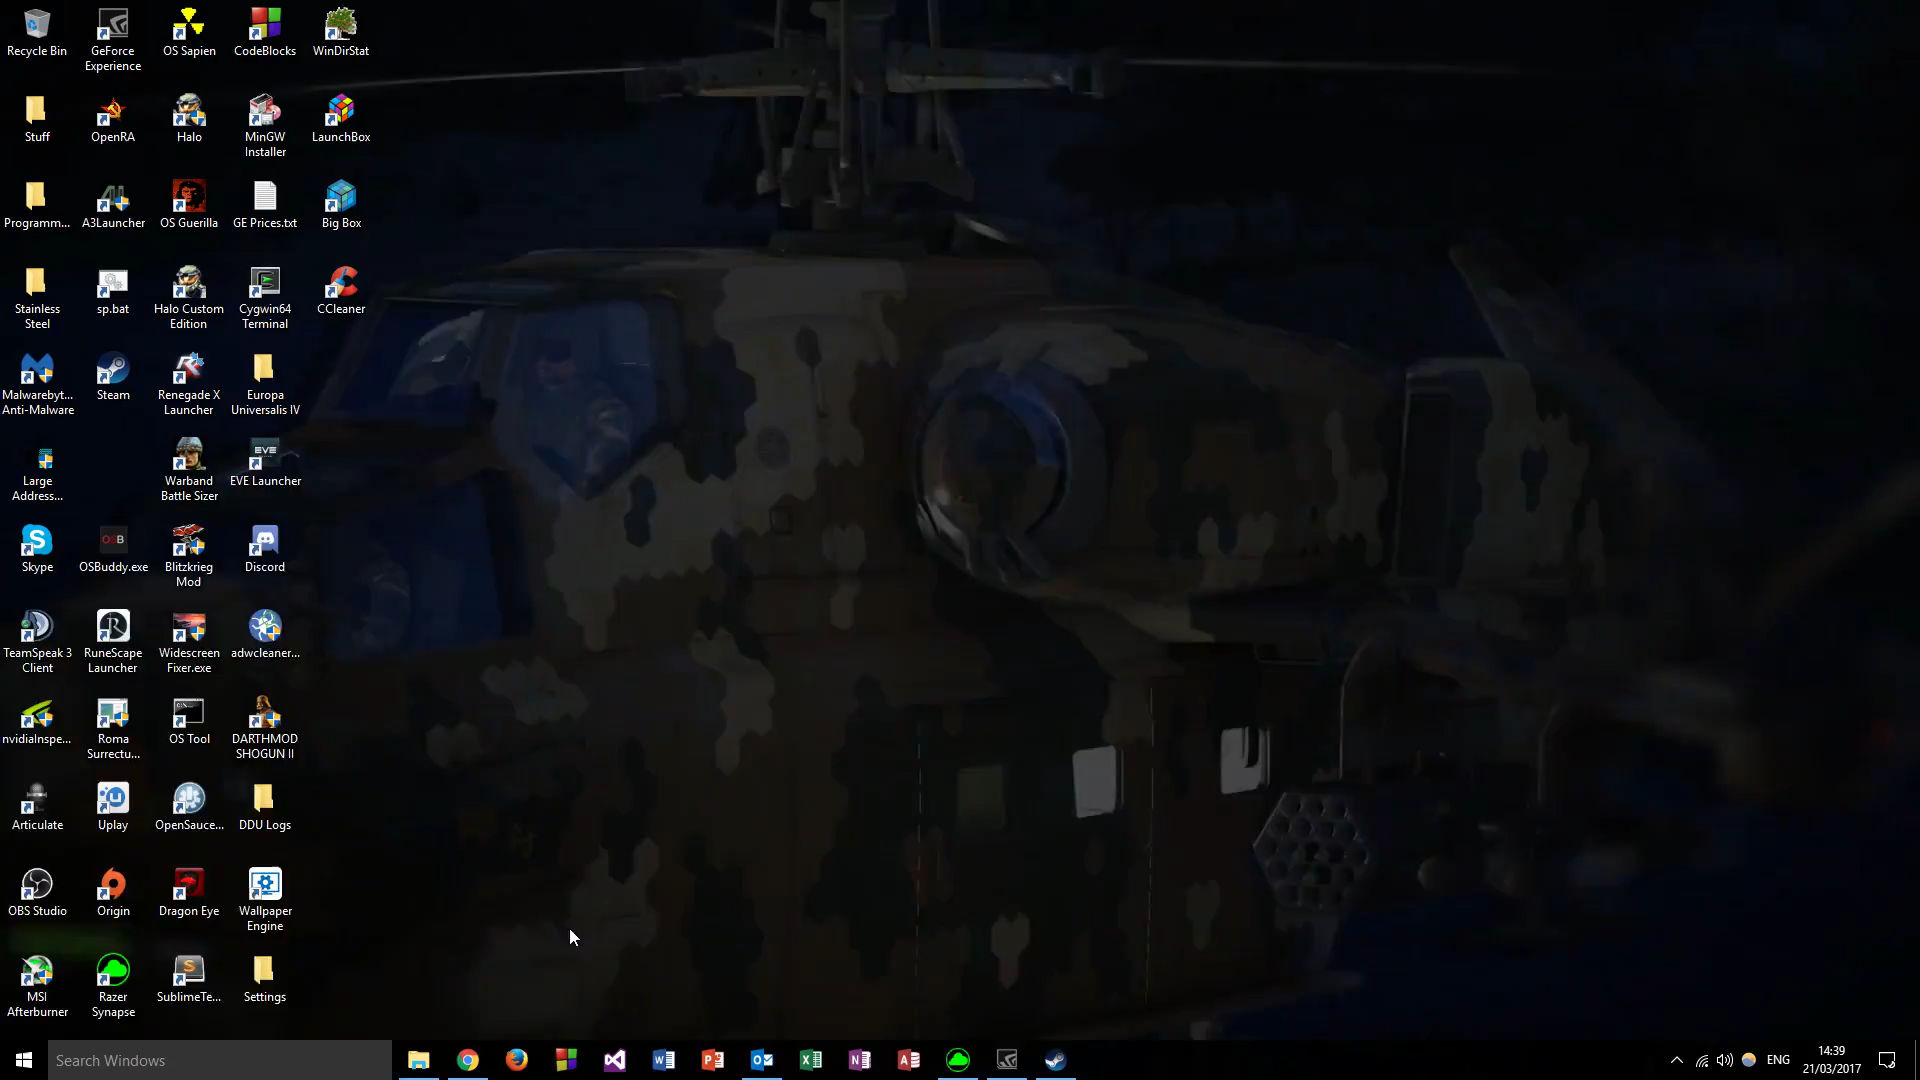 Recycle Bin
GeForce
Experience
OS Sapien
CodeBlocks
WinDirStat
Stuff
OpenRA
Halo
MinGW
Installer
LaunchBox
Programm...
A3Launcher
OS Guerilla
GE Prices.txt
Big Box
Stainless
Steel
sp.bat
Halo Custom
Edition
Cygwin64
Terminal
CCleaner
Malwarebyt...
Anti-Malware
Steam
Renegade X
Launcher
Europa
Universalis IV
Large
Address...
Warband
Battle Sizer
EVE
EVE Launcher
Skype
OSB
OSBuddy.exe
Blitzkrieg
Mod
Discord
TeamSpeak 3
Client
RuneScape
Launcher
Widescreen
Fixer.exe
adwcleaner...
nvidiaInspe...
Roma
Surrectu...
OS Tool
DARTHMOD
SHOGUN II
Articulate
Uplay
OpenSauce...
DDU Logs
OBS Studio
Origin
Dragon Eye
Wallpaper
Engine
MSI
Afterburner
Razer
Synapse
SublimeTe...
Settings
Search Windows
ENG
14:39
21/03/2017